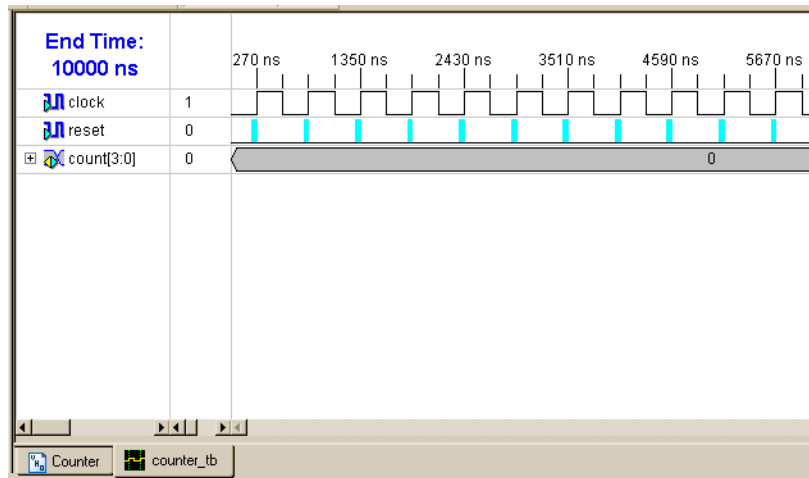 End Time:
10000 ns
270 ns 1350 ns 2430 ns 3510 ns 4590 ns 5670 ns
clock 1
reset 0
count[3:0] 0 0
Counter counter_tb